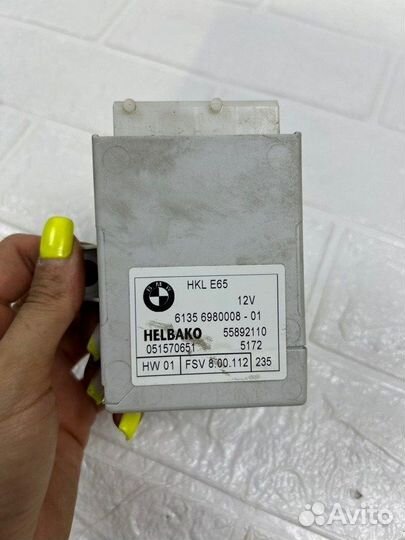 HKL E65
12V
6135 6980008 - 01
HELBAKO 55892110
051570651 5172
HW 01 FSV 8.00.112 235
Avito